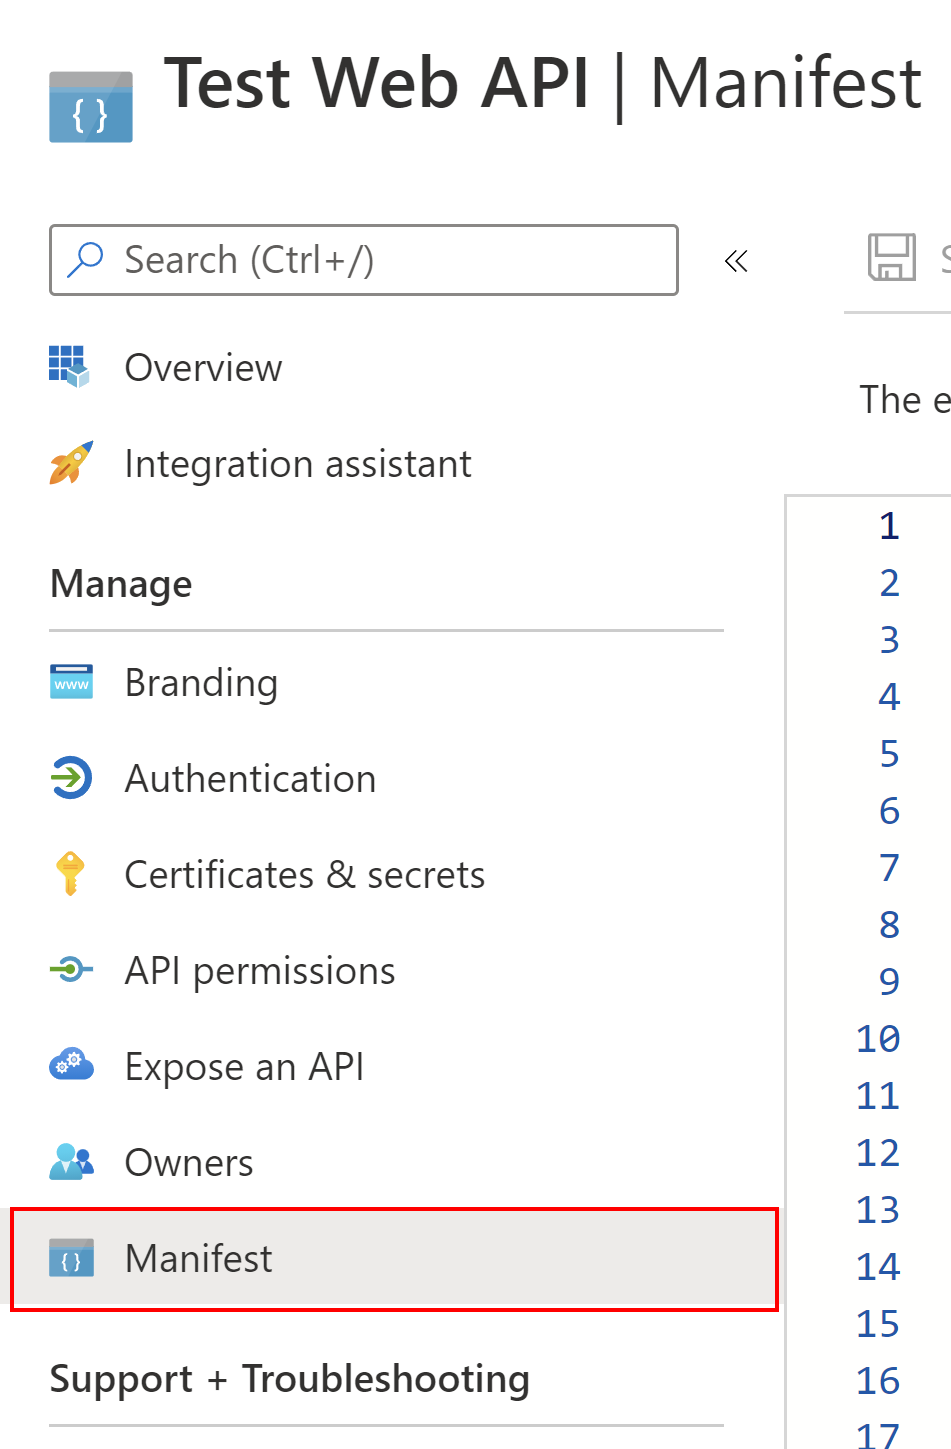 { }
Test Web API | Manifest
Search (Ctrl+/)
«
Overview
Integration assistant
Manage
www
Branding
Authentication
Certificates & secrets
API permissions
Expose an API
Owners
{ }
Manifest
Support + Troubleshooting
S
The e
1
2
3
4
5
6
7
8
9
10
11
12
13
14
15
16
17